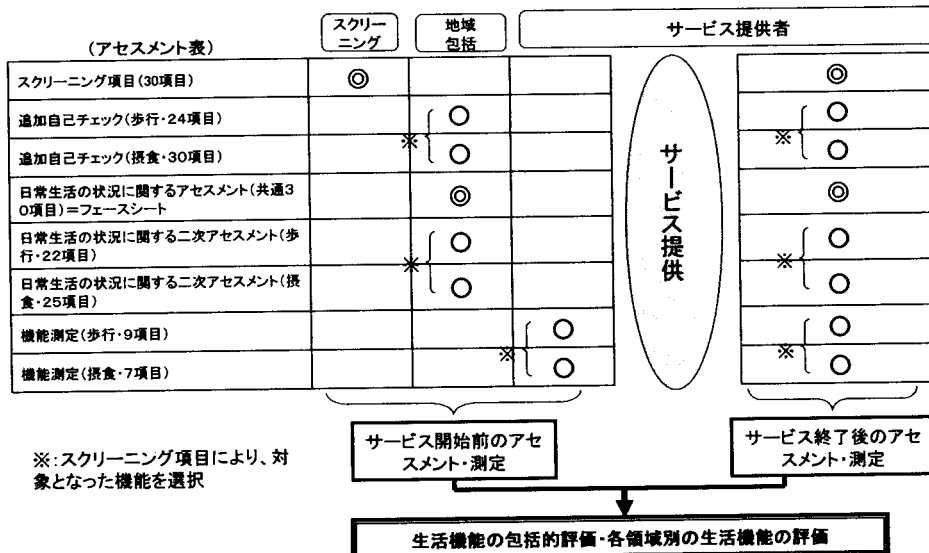 スクリー
ニング
地域
包括
サービス提供者
(アセスメント表)
スクリーニング項目(30項目)
◎
◎
追加自己チェック(歩行・24項目)
○
○
※
※
追加自己チェック(摂食・30項目)
○
○
日常生活の状況に関するアセスメント(共通3
0項目)=フェースシート
◎
◎
日常生活の状況に関する二次アセスメント(歩
行・22項目)
○
○
※
※
日常生活の状況に関する二次アセスメント(摂
食・25項目)
○
○
機能測定(歩行・9項目)
○
○
※
※
機能測定(摂食・7項目)
○
○
サービス提供
サービス開始前のアセ
スメント・測定
サービス終了後のアセ
スメント・測定
※:スクリーニング項目により、対
象となった機能を選択
生活機能の包括的評価・各領域別の生活機能の評価